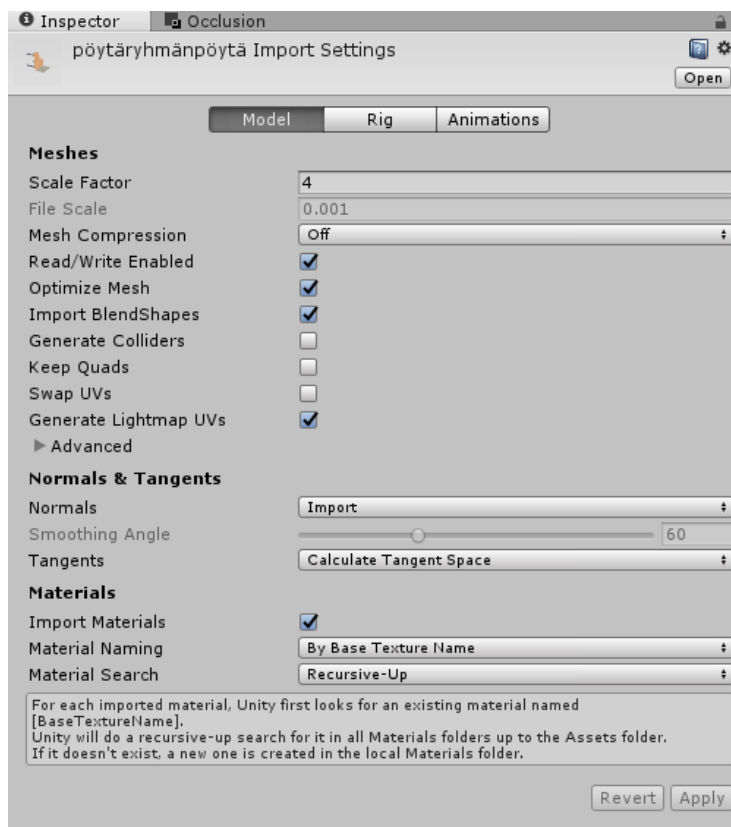 Inspector Occlusion
pöytäryhmänpöytä Import Settings
Open
Model Rig Animations
Meshes
Scale Factor 4
File Scale 0.001
Mesh Compression Off
Read/Write Enabled
Optimize Mesh
Import BlendShapes
Generate Colliders
Keep Quads
Swap UVs
Generate Lightmap UVs
Advanced
Normals & Tangents
Normals Import
Smoothing Angle 60
Tangents Calculate Tangent Space
Materials
Import Materials
Material Naming By Base Texture Name
Material Search Recursive-Up
For each imported material, Unity first looks for an existing material named
[BaseTextureName].
Unity will do a recursive-up search for it in all Materials folders up to the Assets folder.
If it doesn't exist, a new one is created in the local Materials folder.
Revert Apply